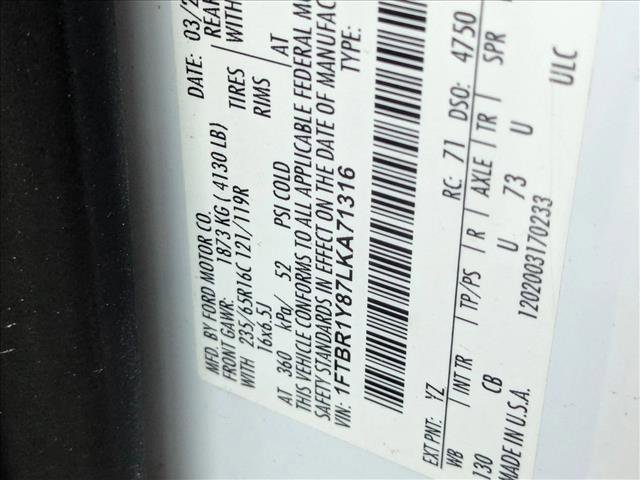 MFD. BY FORD MOTOR CO. DATE: 03/2
FRONT GAWR: 1873 KG ( 4130 LB) REAR
WITH 235/65R16C 121/119R TIRES WITH
16x6.5J RIMS
AT 360 kPa/ 52 PSI COLD AT
THIS VEHICLE CONFORMS TO ALL APPLICABLE FEDERAL M
SAFETY STANDARDS IN EFFECT ON THE DATE OF MANUFAC
VIN: 1FTBR1Y87LKA71316 TYPE:
EXT PNT: YZ RC: 71 DSO: 4750
WB INT TR TP/PS R AXLE TR SPR
130 CB U 73 U
MADE IN U.S.A. 1202003170233 ULC